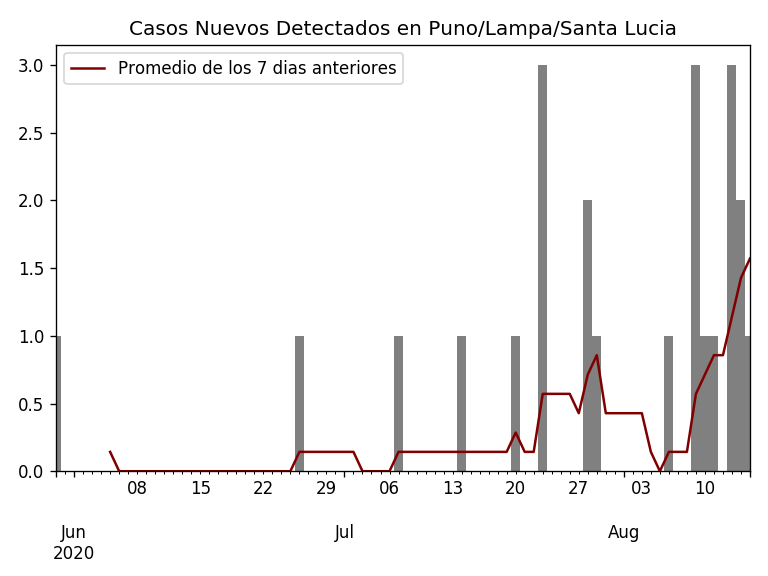 Casos Nuevos Detectados en Puno/Lampa/Santa Lucia
Promedio de los 7 dias anteriores
3.0
2.5
2.0
1.5
1.0
0.5
0.0
08 15 22 29 06 13 20 27 03 10
Jun Jul Aug
2020